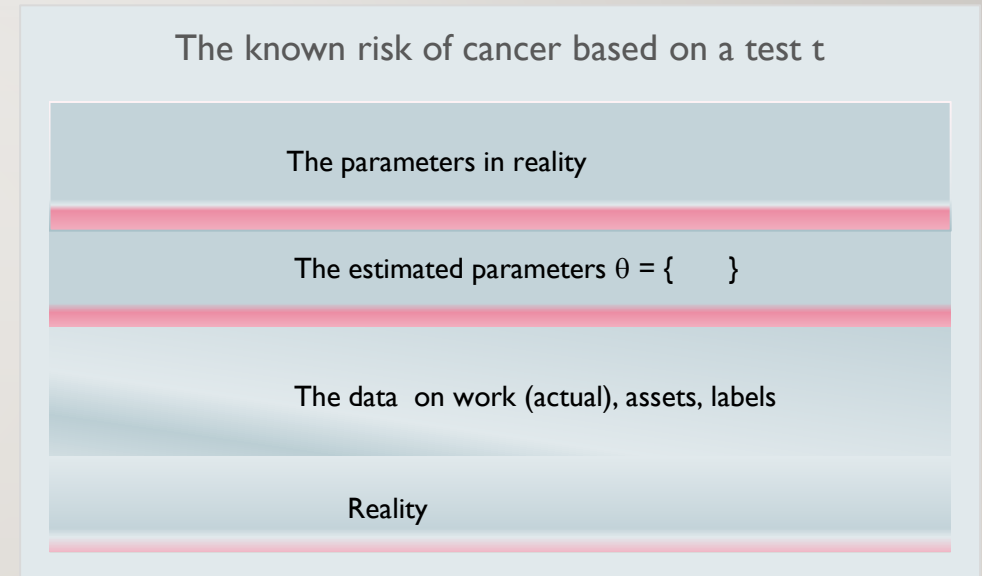 The known risk of cancer based on a test t
The parameters in reality
The estimated parameters θ = {      }
The data  on work (actual), assets, labels
Reality